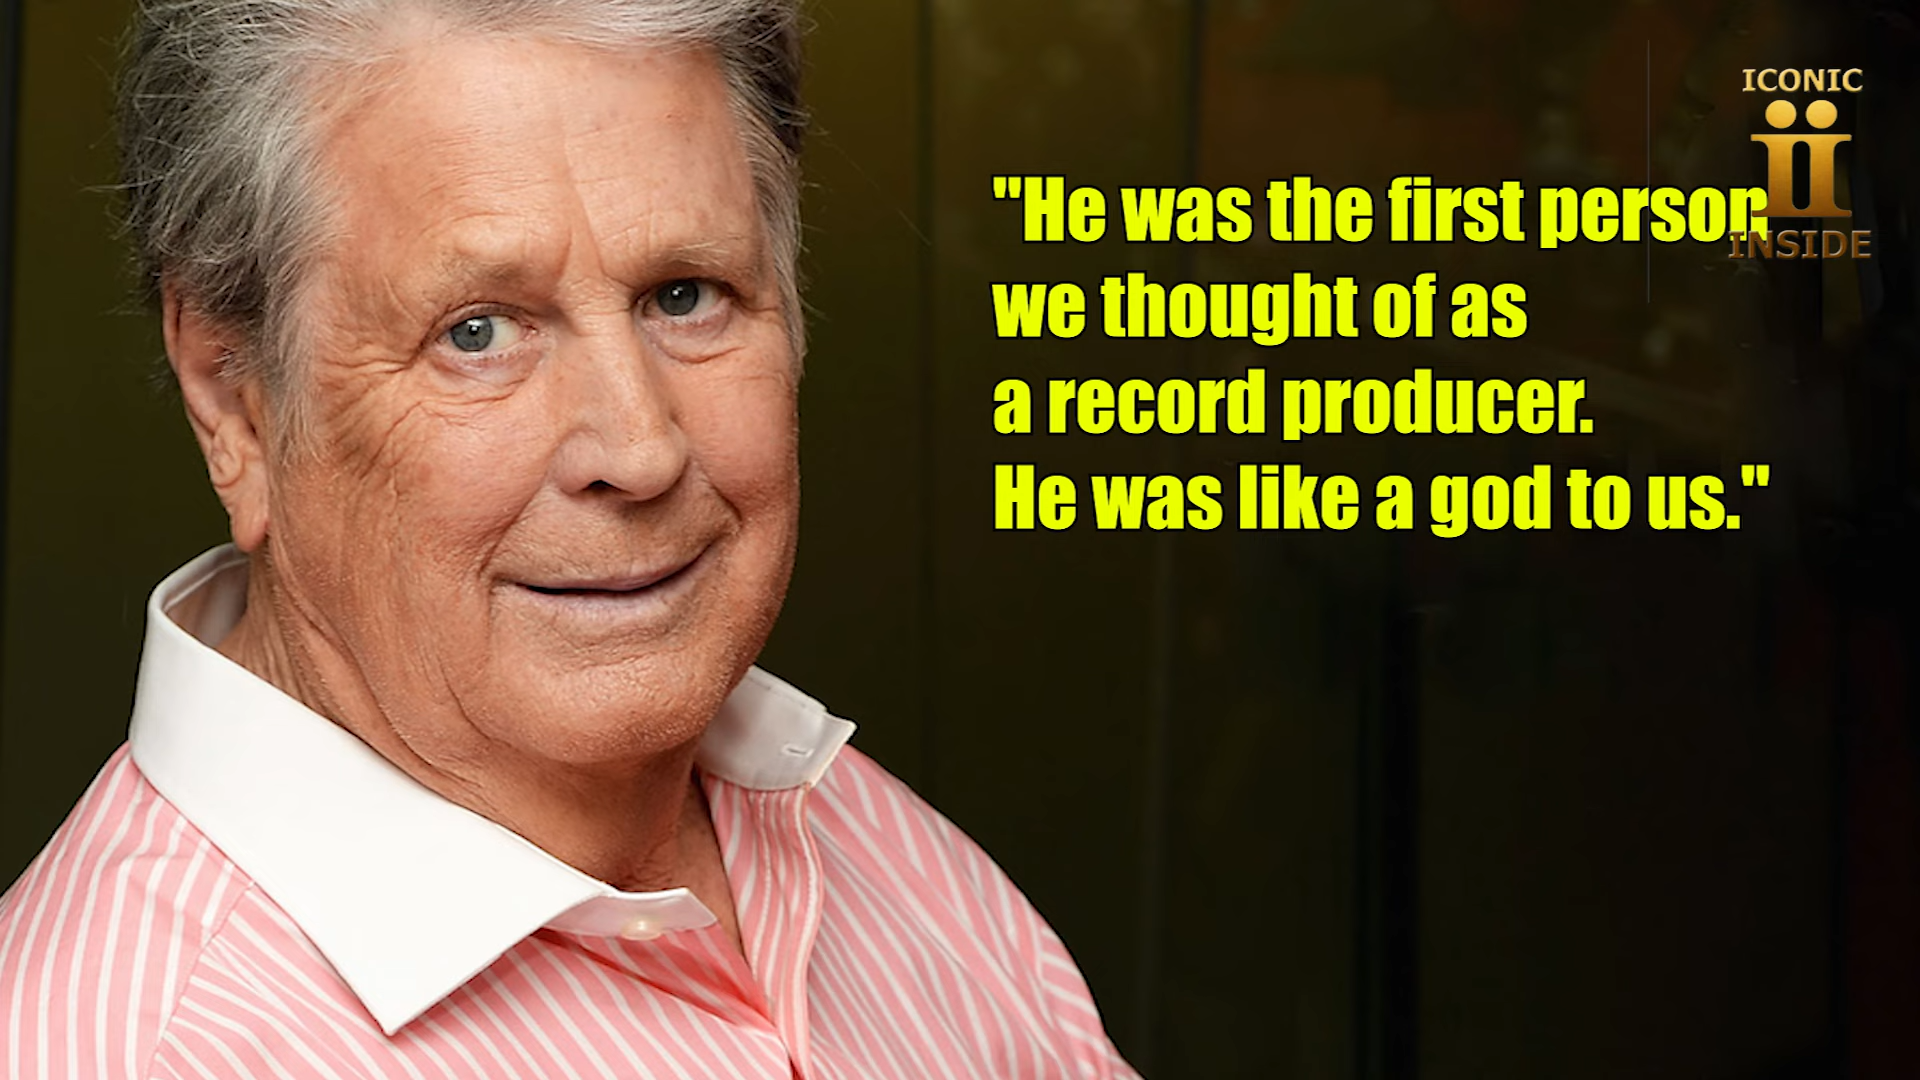 ICONIC
"He was the first person
INSIDE
we thought of as
a record producer.
He was like a god to us."